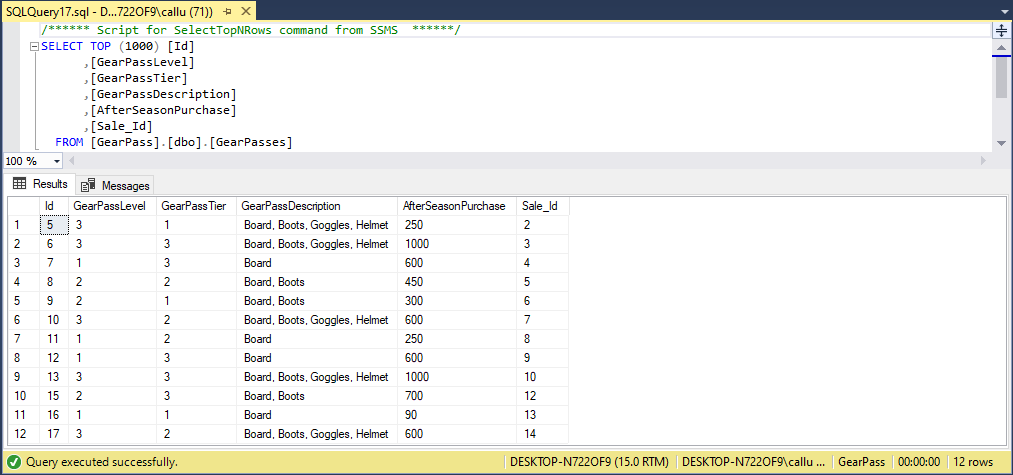 SQLQuery17.sql - D...722OF9\callu (71))
/****** Script for SelectTopNRows command from SSMS  ******/
SELECT TOP (1000) [Id]
,[GearPassLevel]
,[GearPassTier]
,[GearPassDescription]
,[AfterSeasonPurchase]
,[Sale_Id]
FROM [GearPass].[dbo].[GearPasses]
100 %
Results Messages
Id GearPassLevel GearPassTier GearPassDescription AfterSeasonPurchase Sale_Id
1 5 3 1 Board, Boots, Goggles, Helmet 250 2
2 6 3 3 Board, Boots, Goggles, Helmet 1000 3
3 7 1 3 Board 600 4
4 8 2 2 Board, Boots 450 5
5 9 2 1 Board, Boots 300 6
6 10 3 2 Board, Boots, Goggles, Helmet 600 7
7 11 1 2 Board 250 8
8 12 1 3 Board 600 9
9 13 3 3 Board, Boots, Goggles, Helmet 1000 10
10 15 2 3 Board, Boots 700 12
11 16 1 1 Board 90 13
12 17 3 2 Board, Boots, Goggles, Helmet 600 14
Query executed successfully. DESKTOP-N722OF9 (15.0 RTM) DESKTOP-N722OF9\callu ... GearPass 00:00:00 12 rows